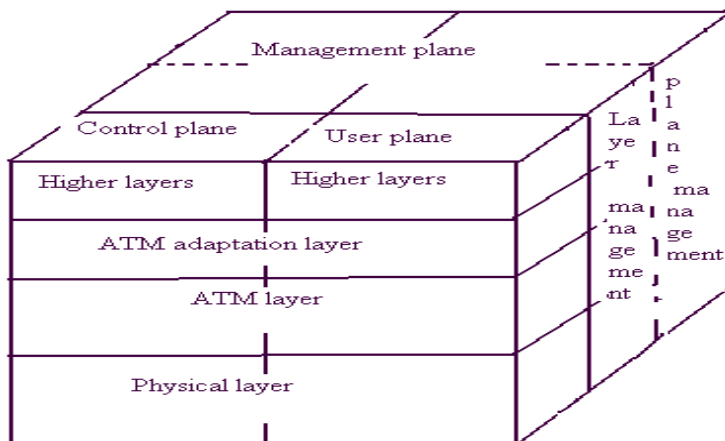 Management plane
Control plane
User plane
Higher layers
Higher layers
ATM adaptation layer
ATM layer
Physical layer
La
ye
r
ma
na
ge
me
nt
p
l
a
n
e
ma
na
ge
ment